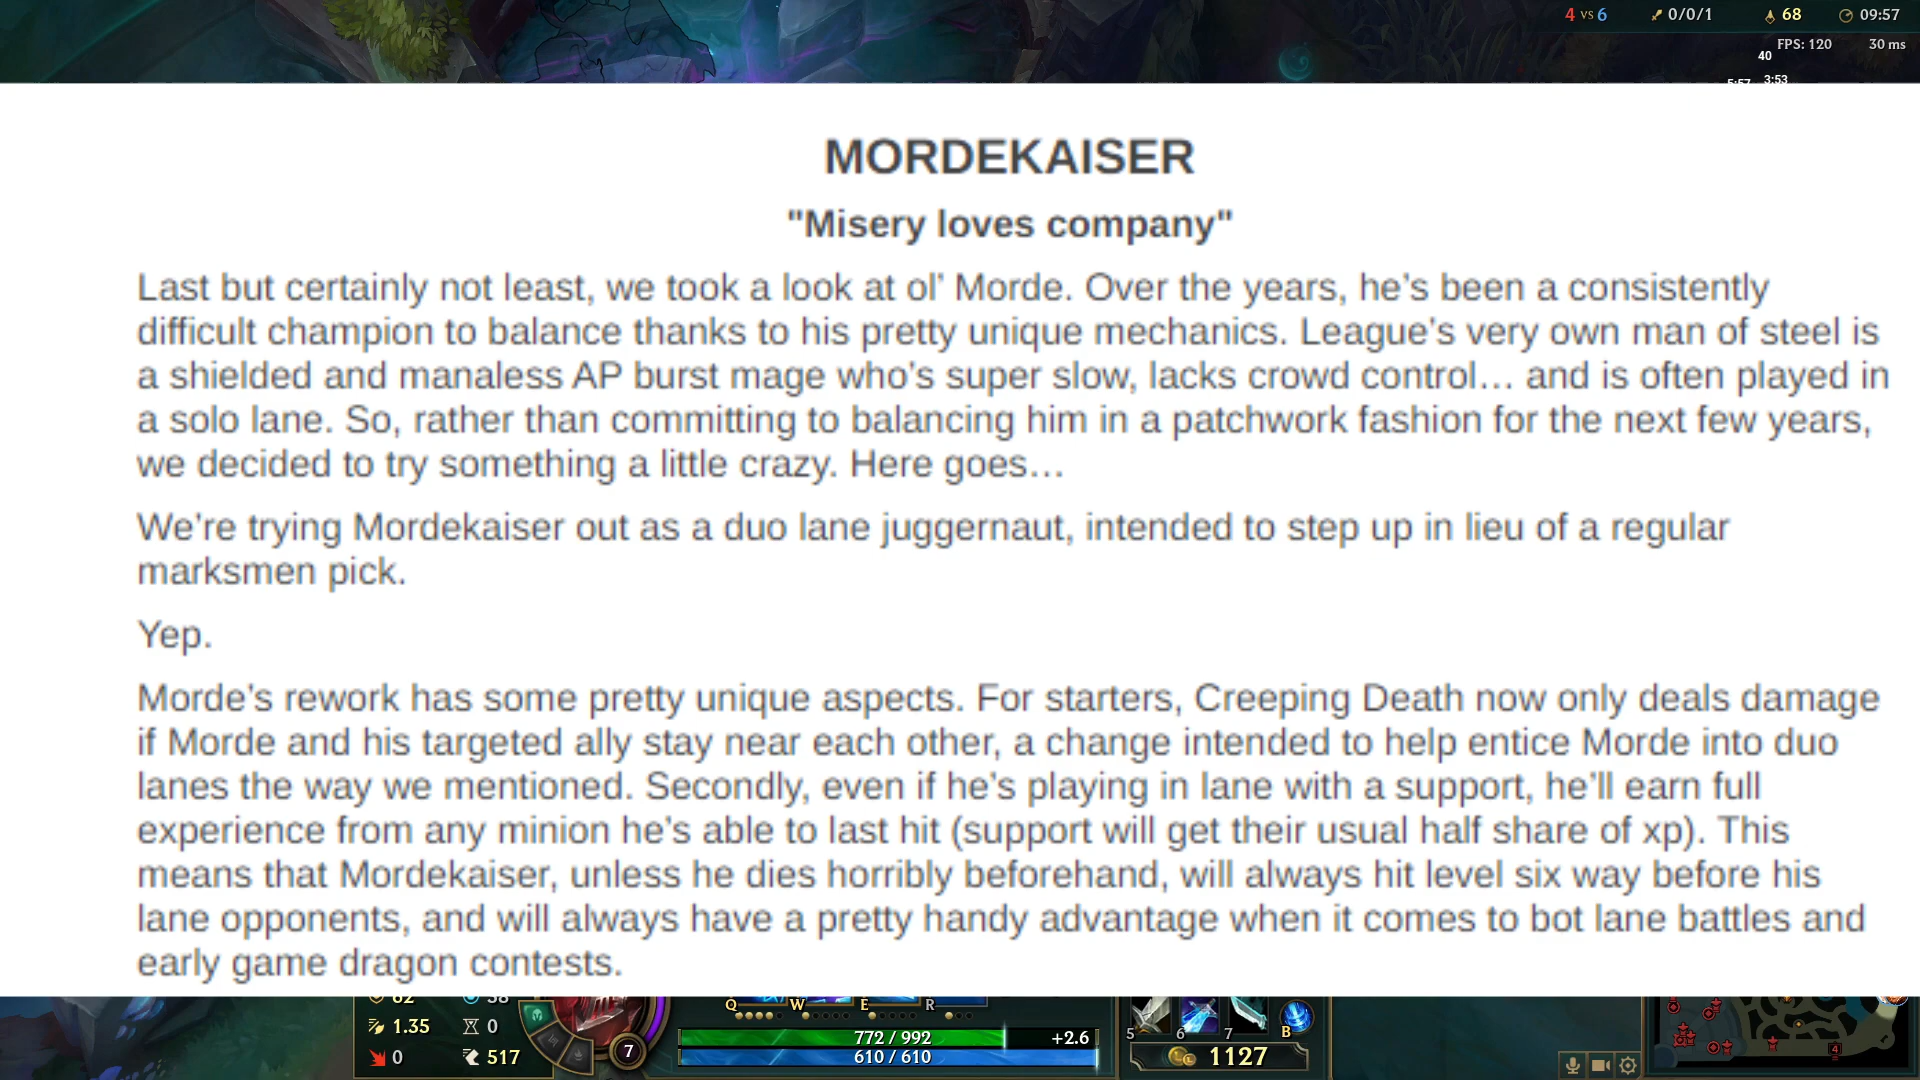 4 vs 6 0/0/1 68 09:57
FPS: 120 30 ms
40
5:57 3:53
MORDEKAISER
"Misery loves company"
Last but certainly not least, we took a look at ol’ Morde. Over the years, he’s been a consistently
difficult champion to balance thanks to his pretty unique mechanics. League’s very own man of steel is
a shielded and manaless AP burst mage who’s super slow, lacks crowd control… and is often played in
a solo lane. So, rather than committing to balancing him in a patchwork fashion for the next few years,
we decided to try something a little crazy. Here goes…
We’re trying Mordekaiser out as a duo lane juggernaut, intended to step up in lieu of a regular
marksmen pick.
Yep.
Morde’s rework has some pretty unique aspects. For starters, Creeping Death now only deals damage
if Morde and his targeted ally stay near each other, a change intended to help entice Morde into duo
lanes the way we mentioned. Secondly, even if he’s playing in lane with a support, he’ll earn full
experience from any minion he’s able to last hit (support will get their usual half share of xp). This
means that Mordekaiser, unless he dies horribly beforehand, will always hit level six way before his
lane opponents, and will always have a pretty handy advantage when it comes to bot lane battles and
early game dragon contests.
Q W E R
1.35 0 5 6 7 B
772 / 992 +2.6
0 517 7 610 / 610 1127
4